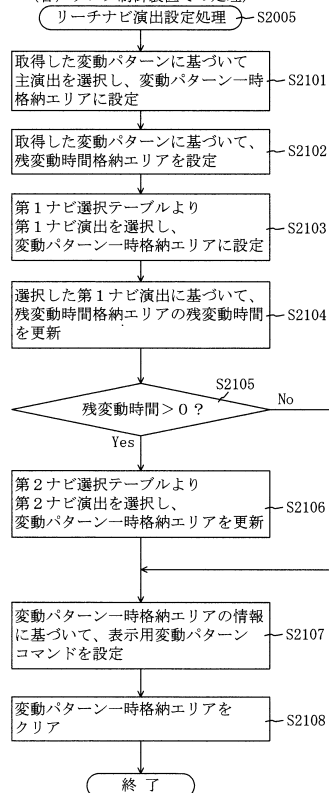 リーチナビ演出設定処理
S2005
取得した変動パターンに基づいて
主演出を選択し、変動パターン一時
格納エリアに設定
S2101
取得した変動パターンに基づいて、
残変動時間格納エリアを設定
S2102
第1ナビ選択テーブルより
第1ナビ演出を選択し、
変動パターン一時格納エリアに設定
S2103
選択した第1ナビ演出に基づいて、
残変動時間格納エリアの残変動時間
を更新
S2104
S2105
残変動時間＞0？
No
Yes
第2ナビ選択テーブルより
第2ナビ演出を選択し、
変動パターン一時格納エリアを更新
S2106
変動パターン一時格納エリアの情報
に基づいて、表示用変動パターン
コマンドを設定
S2107
変動パターン一時格納エリアを
クリア
S2108
終了